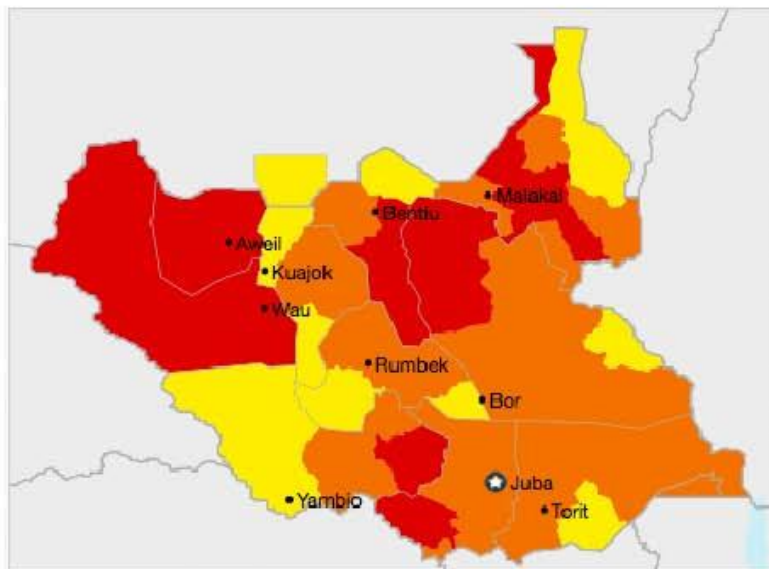 Malakal
Bentiu
Aweil
Kuajok
Wau
Rumbek
Bor
Juba
Yambio
Torit